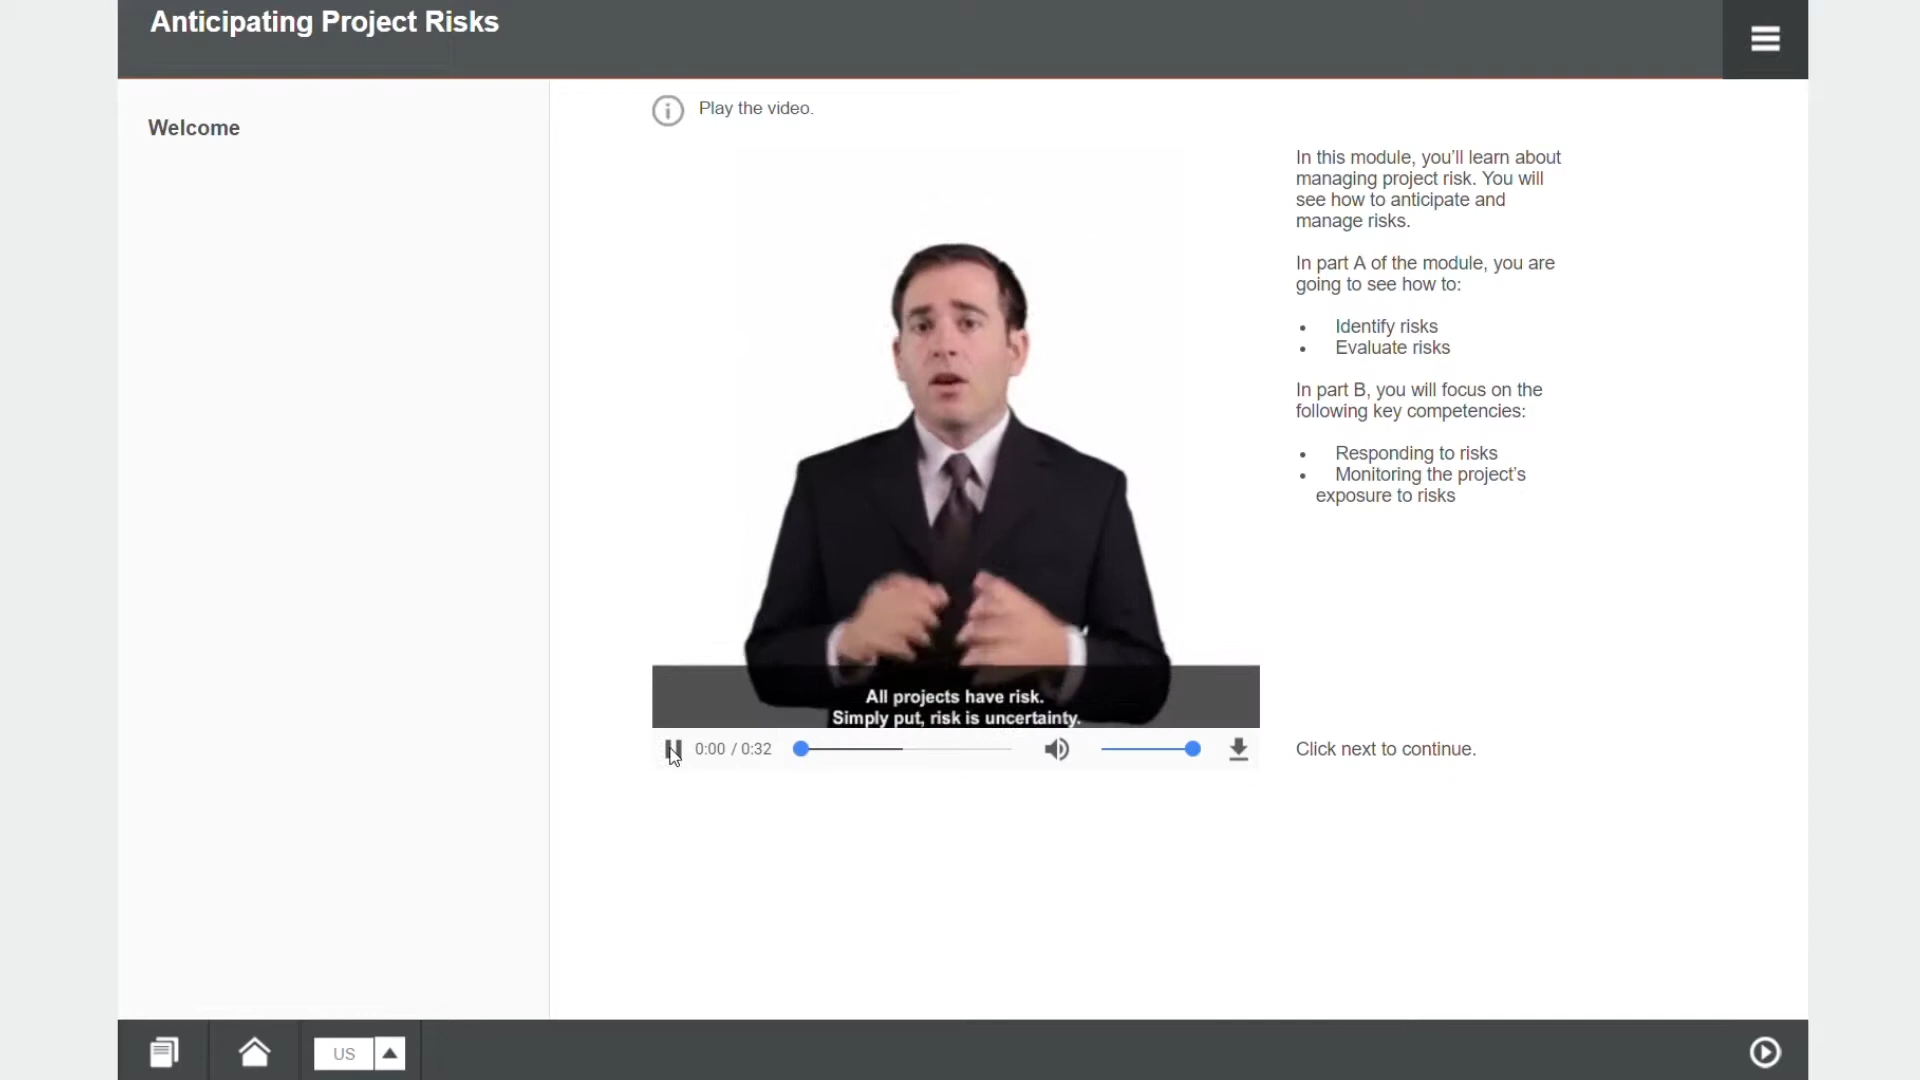 Anticipating Project Risks
Welcome
Play the video.
In this module, you’ll learn about
managing project risk. You will
see how to anticipate and
manage risks.
In part A of the module, you are
going to see how to:
• Identify risks
• Evaluate risks
In part B, you will focus on the
following key competencies:
• Responding to risks
• Monitoring the project’s
exposure to risks
All projects have risk.
Simply put, risk is uncertainty.
0:00 / 0:32
Click next to continue.
US